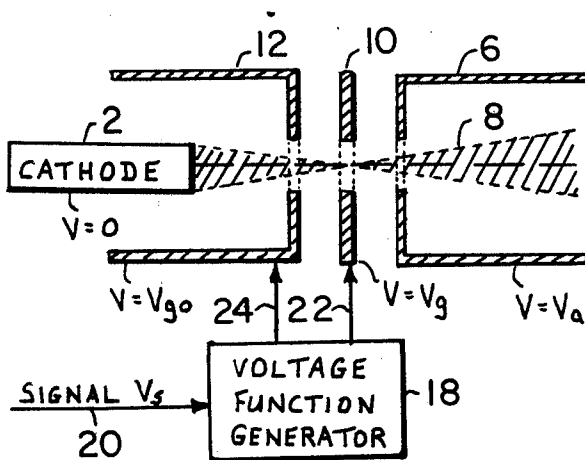 12
10
6
2
8
CATHODE
V=0
V=Vgo
24
22
V=Vg
V=Va
SIGNAL Vs
20
VOLTAGE
FUNCTION
GENERATOR
18